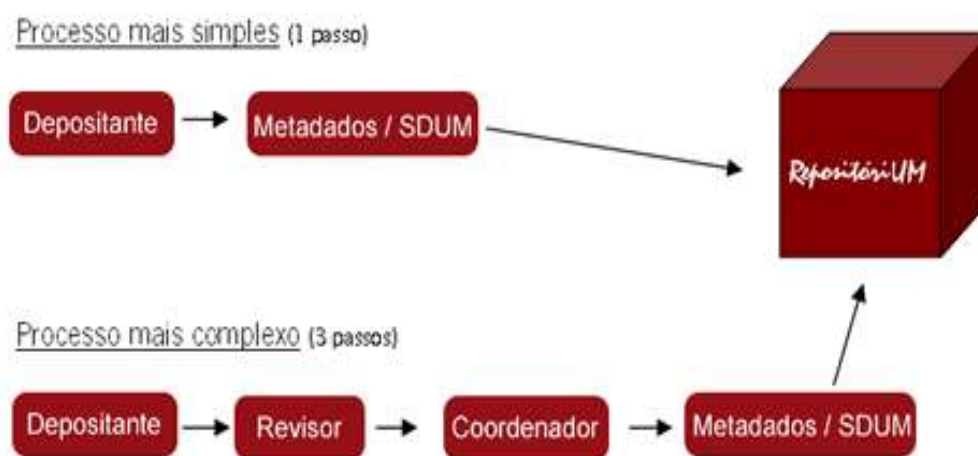 Processo mais simples (1 passo)
Depositante
Metadados / SDUM
RepositóriUM
Processo mais complexo (3 passos)
Depositante
Revisor
Coordenador
Metadados / SDUM